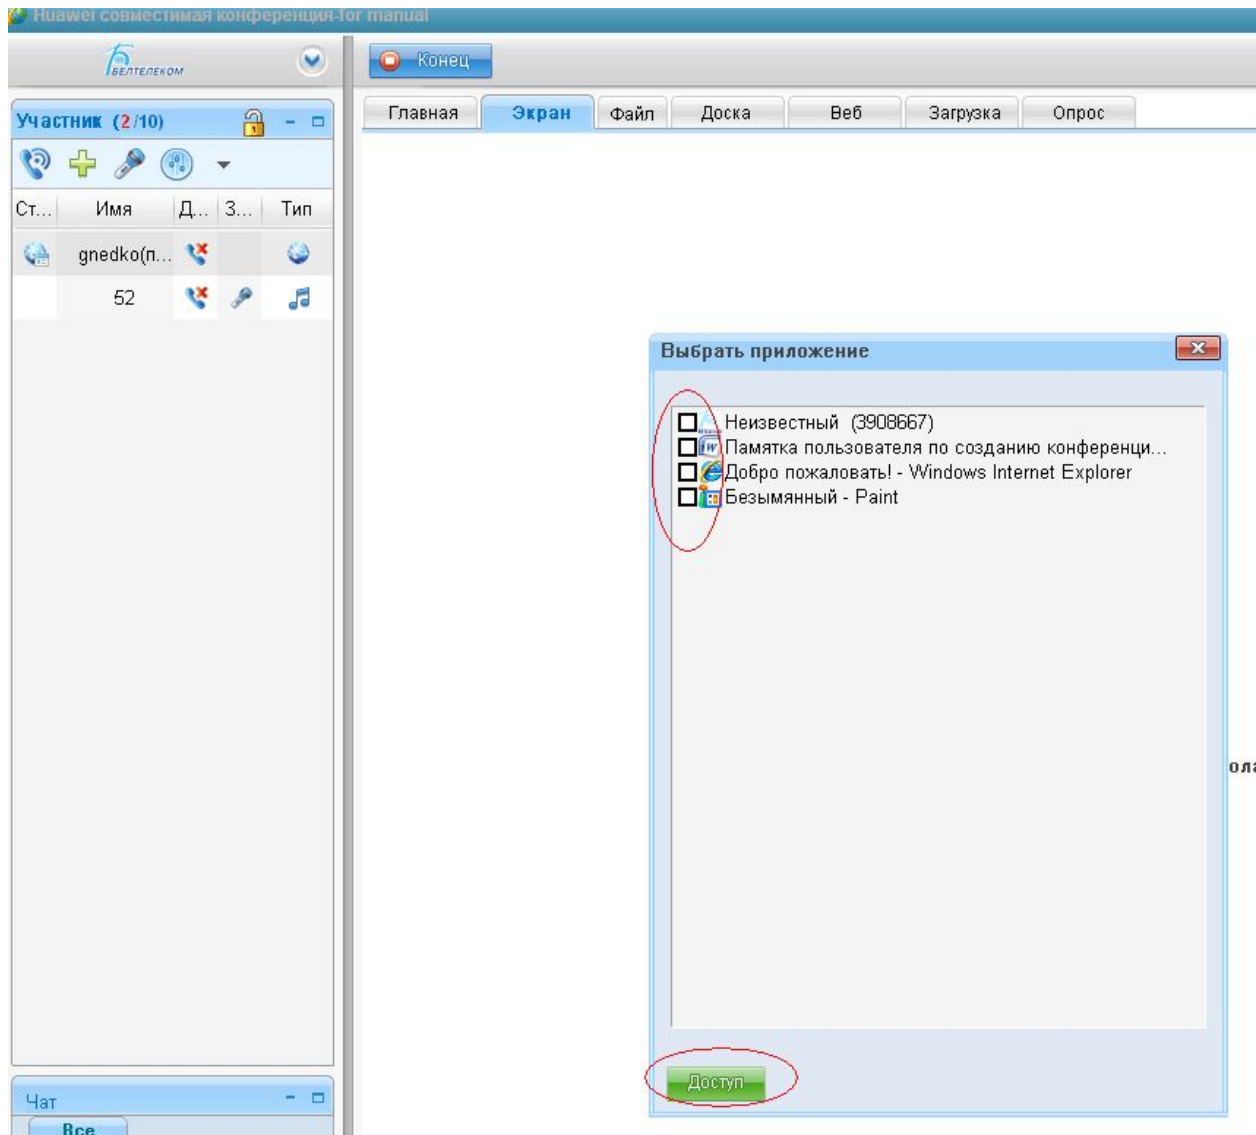 Huawei совместимая конференция-for manual
БЕЛТЕЛЕКОМ
Конец
Главная Экран Файл Доска Веб Загрузка Опрос
Участник (2/10)
Ст... Имя Д... З... Тип
gnedko(п...
52
Выбрать приложение
Неизвестный (3908667)
Памятка пользователя по созданию конференци...
Добро пожаловать! - Windows Internet Explorer
Безымянный - Paint
Доступ
Чат
Все